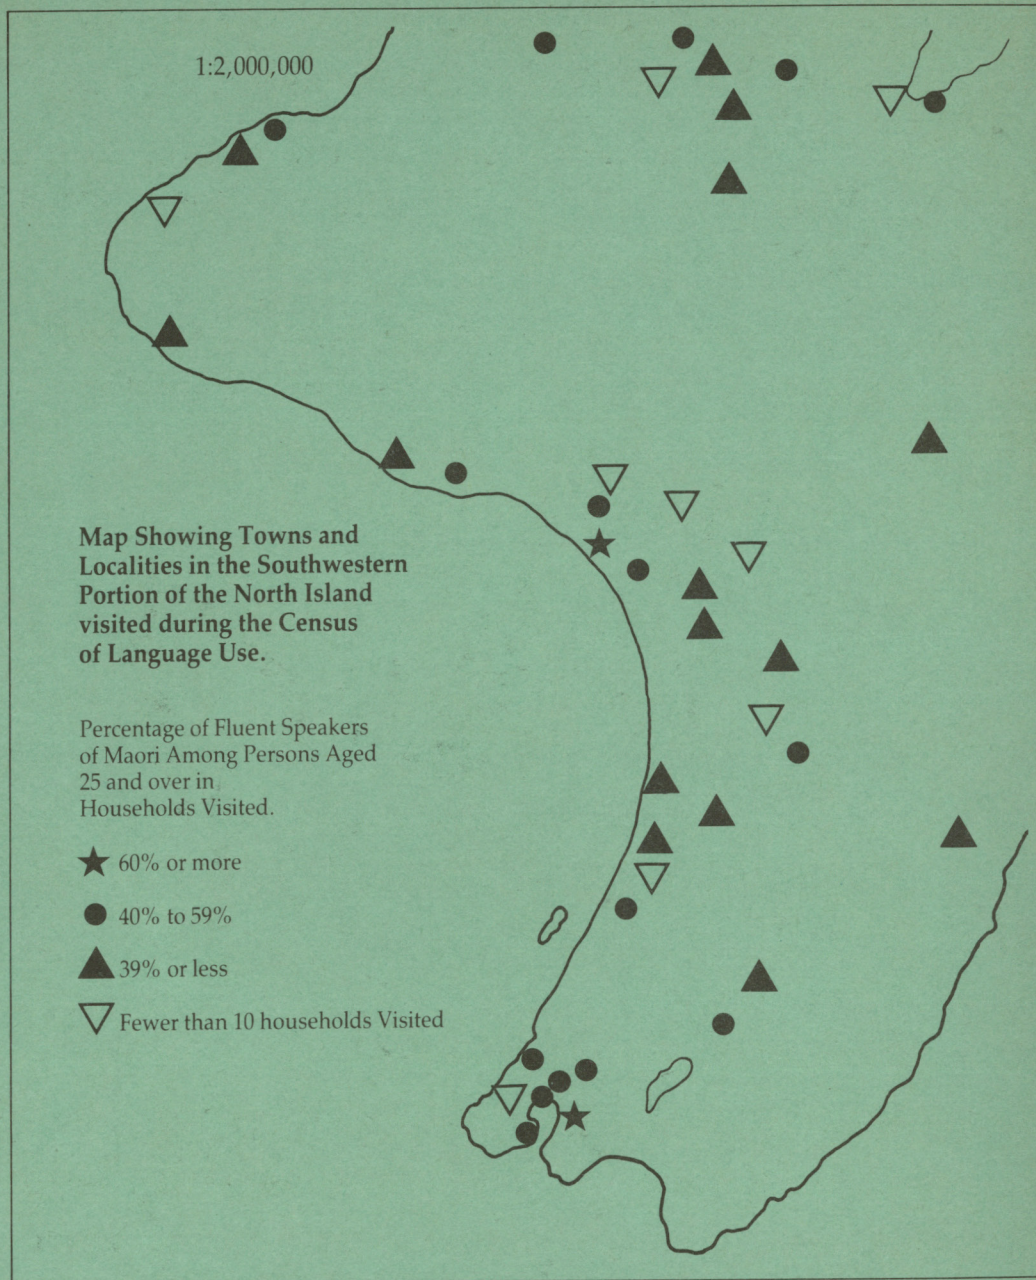 1:2,000,000
Map Showing Towns and
Localities in the Southwestern
Portion of the North Island
visited during the Census
of Language Use.
Percentage of Fluent Speakers
of Maori Among Persons Aged
25 and over in
Households Visited.
60% or more
40% to 59%
39% or less
Fewer than 10 households Visited